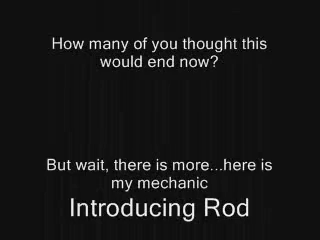 How many of you thought this
would end now?
But wait, there is more...here is
my mechanic
Introducing Rod